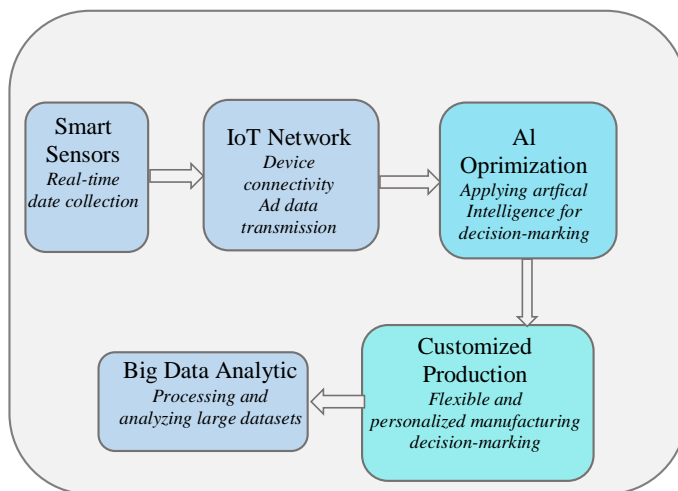 Smart
Sensors
Real-time
date collection
IoT Network
Device
connectivity
Ad data
transmission
Al
Oprimization
Applying artfical
Intelligence for
decision-marking
Customized
Production
Flexible and
personalized manufacturing
decision-marking
Big Data Analytic
Processing and
analyzing large datasets